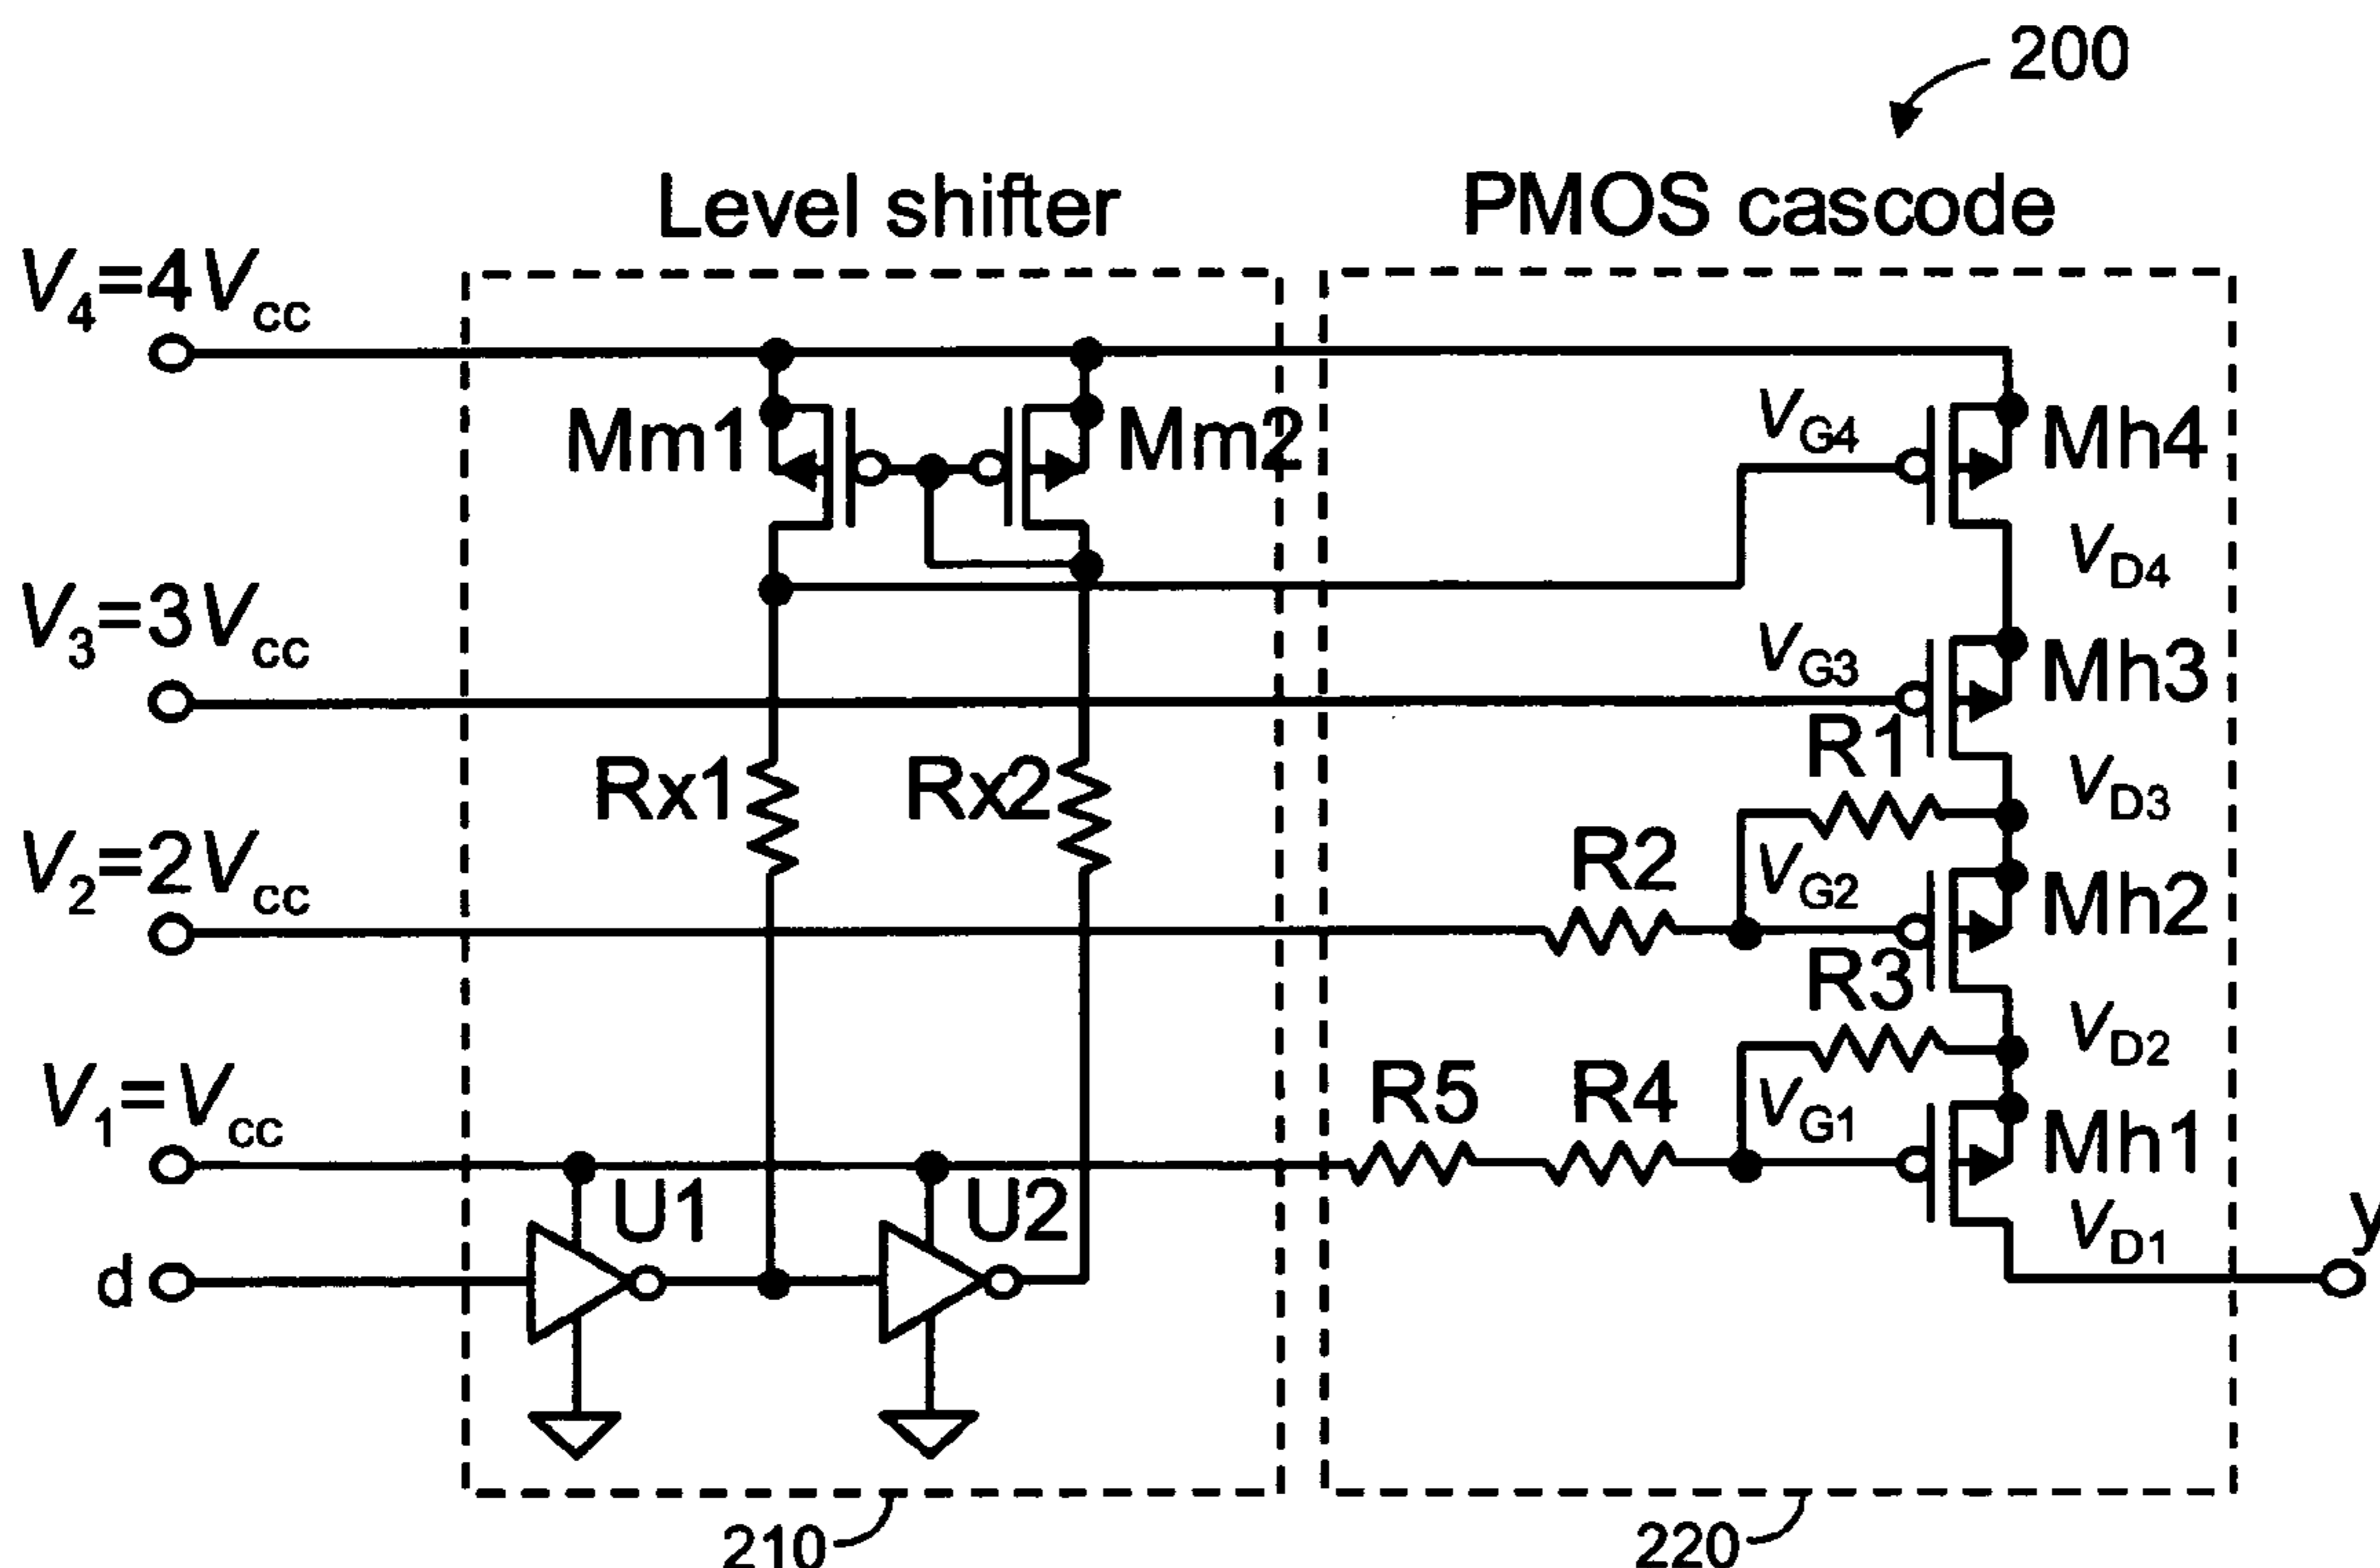 200
Level shifter PMOS cascode
V4=4Vcc
Mm1 Mm2 VG4 Mh4
VD4
V3=3Vcc
VG3 Mh3
R1
Rx1 Rx2 VD3
V2=2Vcc
R2 VG2 Mh2
R3
VD2
V1=Vcc
R5 R4 VG1 Mh1
U1 U2 VD1 y
d
210 220